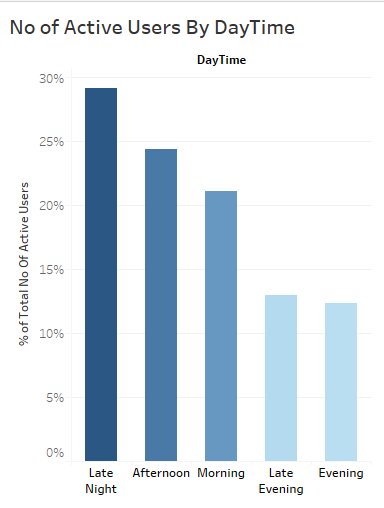 No of Active Users By DayTime
DayTime
30%
25%
20%
15%
10%
5%
0%
% of Total No Of Active Users
Late
Night
Afternoon
Morning
Late
Evening
Evening